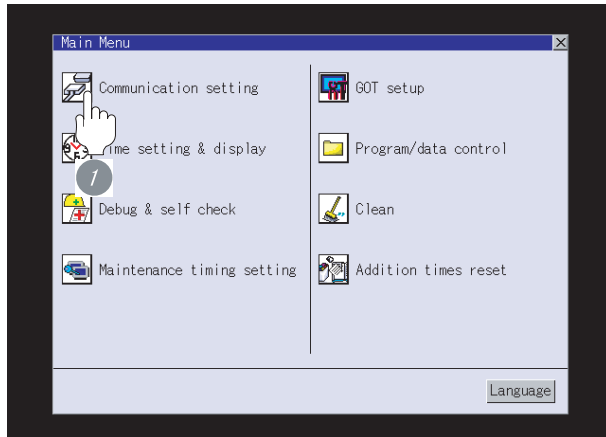 Main Menu
Communication setting
GOT setup
ime setting & display
Program/data control
1
Debug & self check
Clean
Maintenance timing setting
Addition times reset
Language